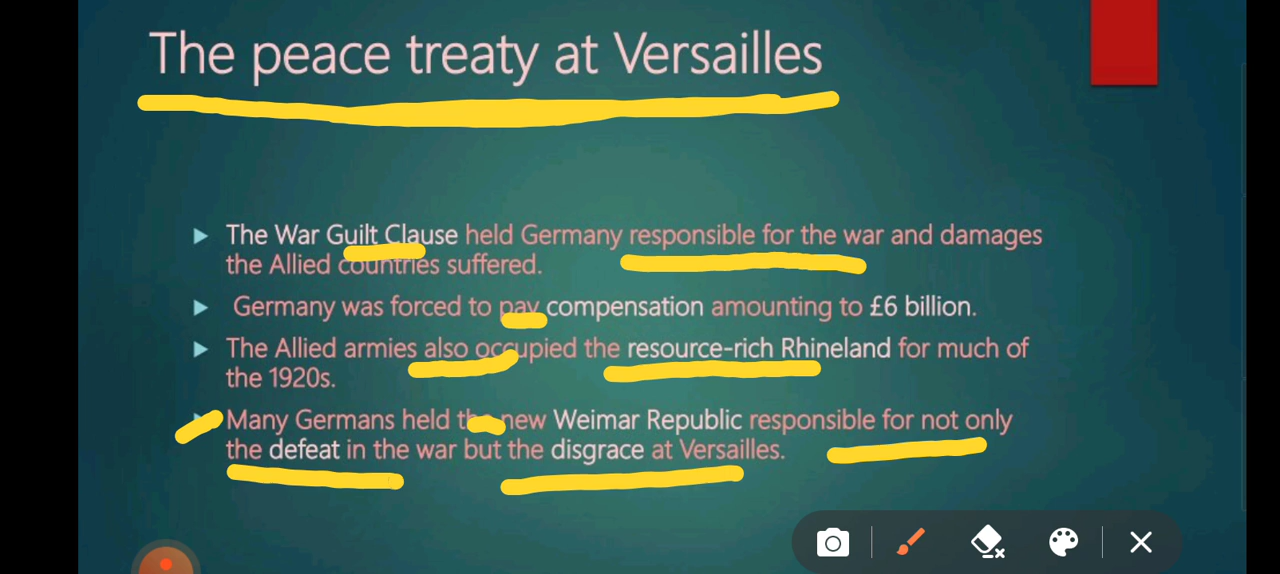 The peace treaty at Versailles
The War Guilt Clause held Germany responsible for the war and damages
the Allied countries suffered.
Germany was forced to pay compensation amounting to £6 billion.
The Allied armies also occupied the resource-rich Rhineland for much of
the 1920s.
Many Germans held the new Weimar Republic responsible for not only
the defeat in the war but the disgrace at Versailles.